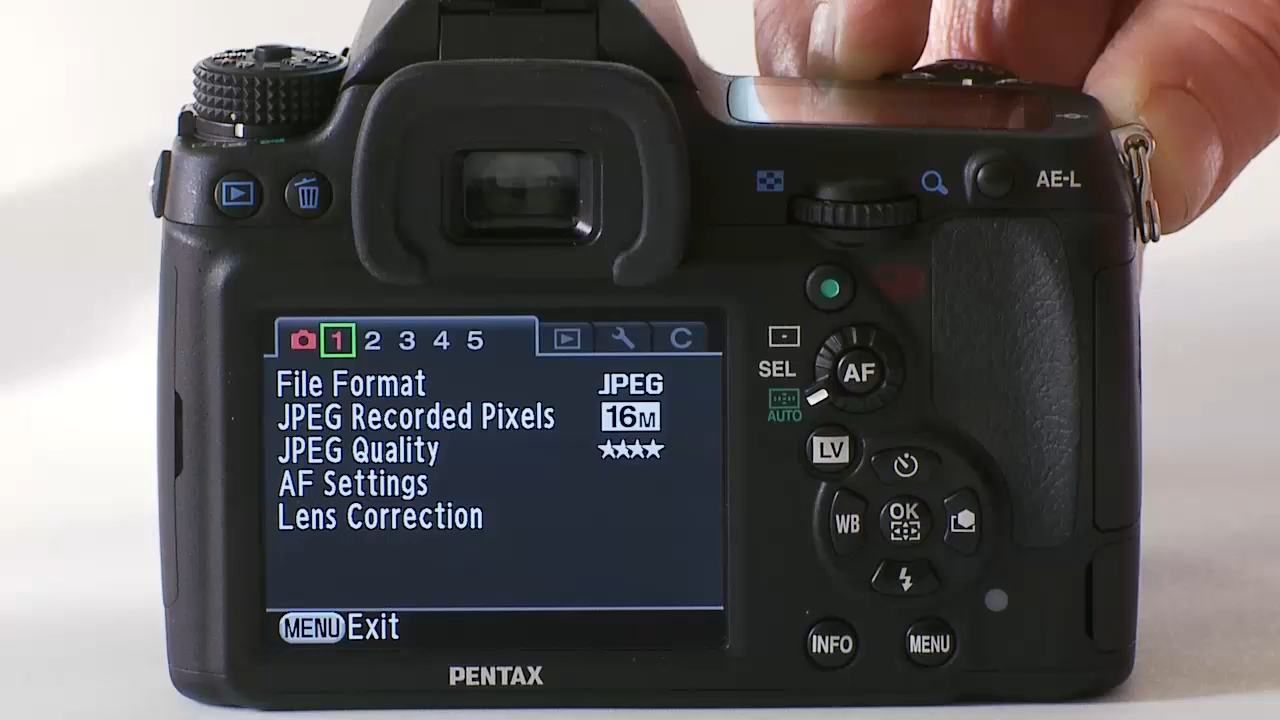 AE-L
1 2 3 4 5 C
File Format JPEG
JPEG Recorded Pixels 16M
JPEG Quality ★★★★
AF Settings
Lens Correction
MENU Exit
PENTAX
SEL
AUTO
AF
LV
WB
OK
INFO
MENU